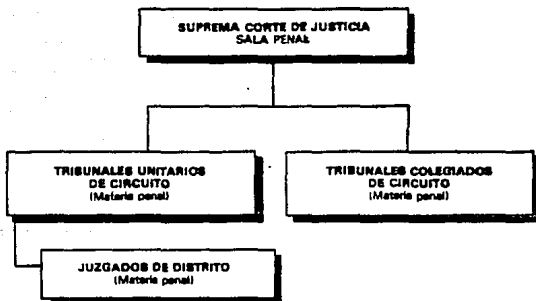 SUPREMA CORTE DE JUSTICIA
SALA PENAL
TRIBUNALES UNITARIOS
DE CIRCUITO
(Materia penal)
TRIBUNALES COLEGIADOS
DE CIRCUITO
(Materia penal)
JUZGADOS DE DISTRITO
(Materia penal)